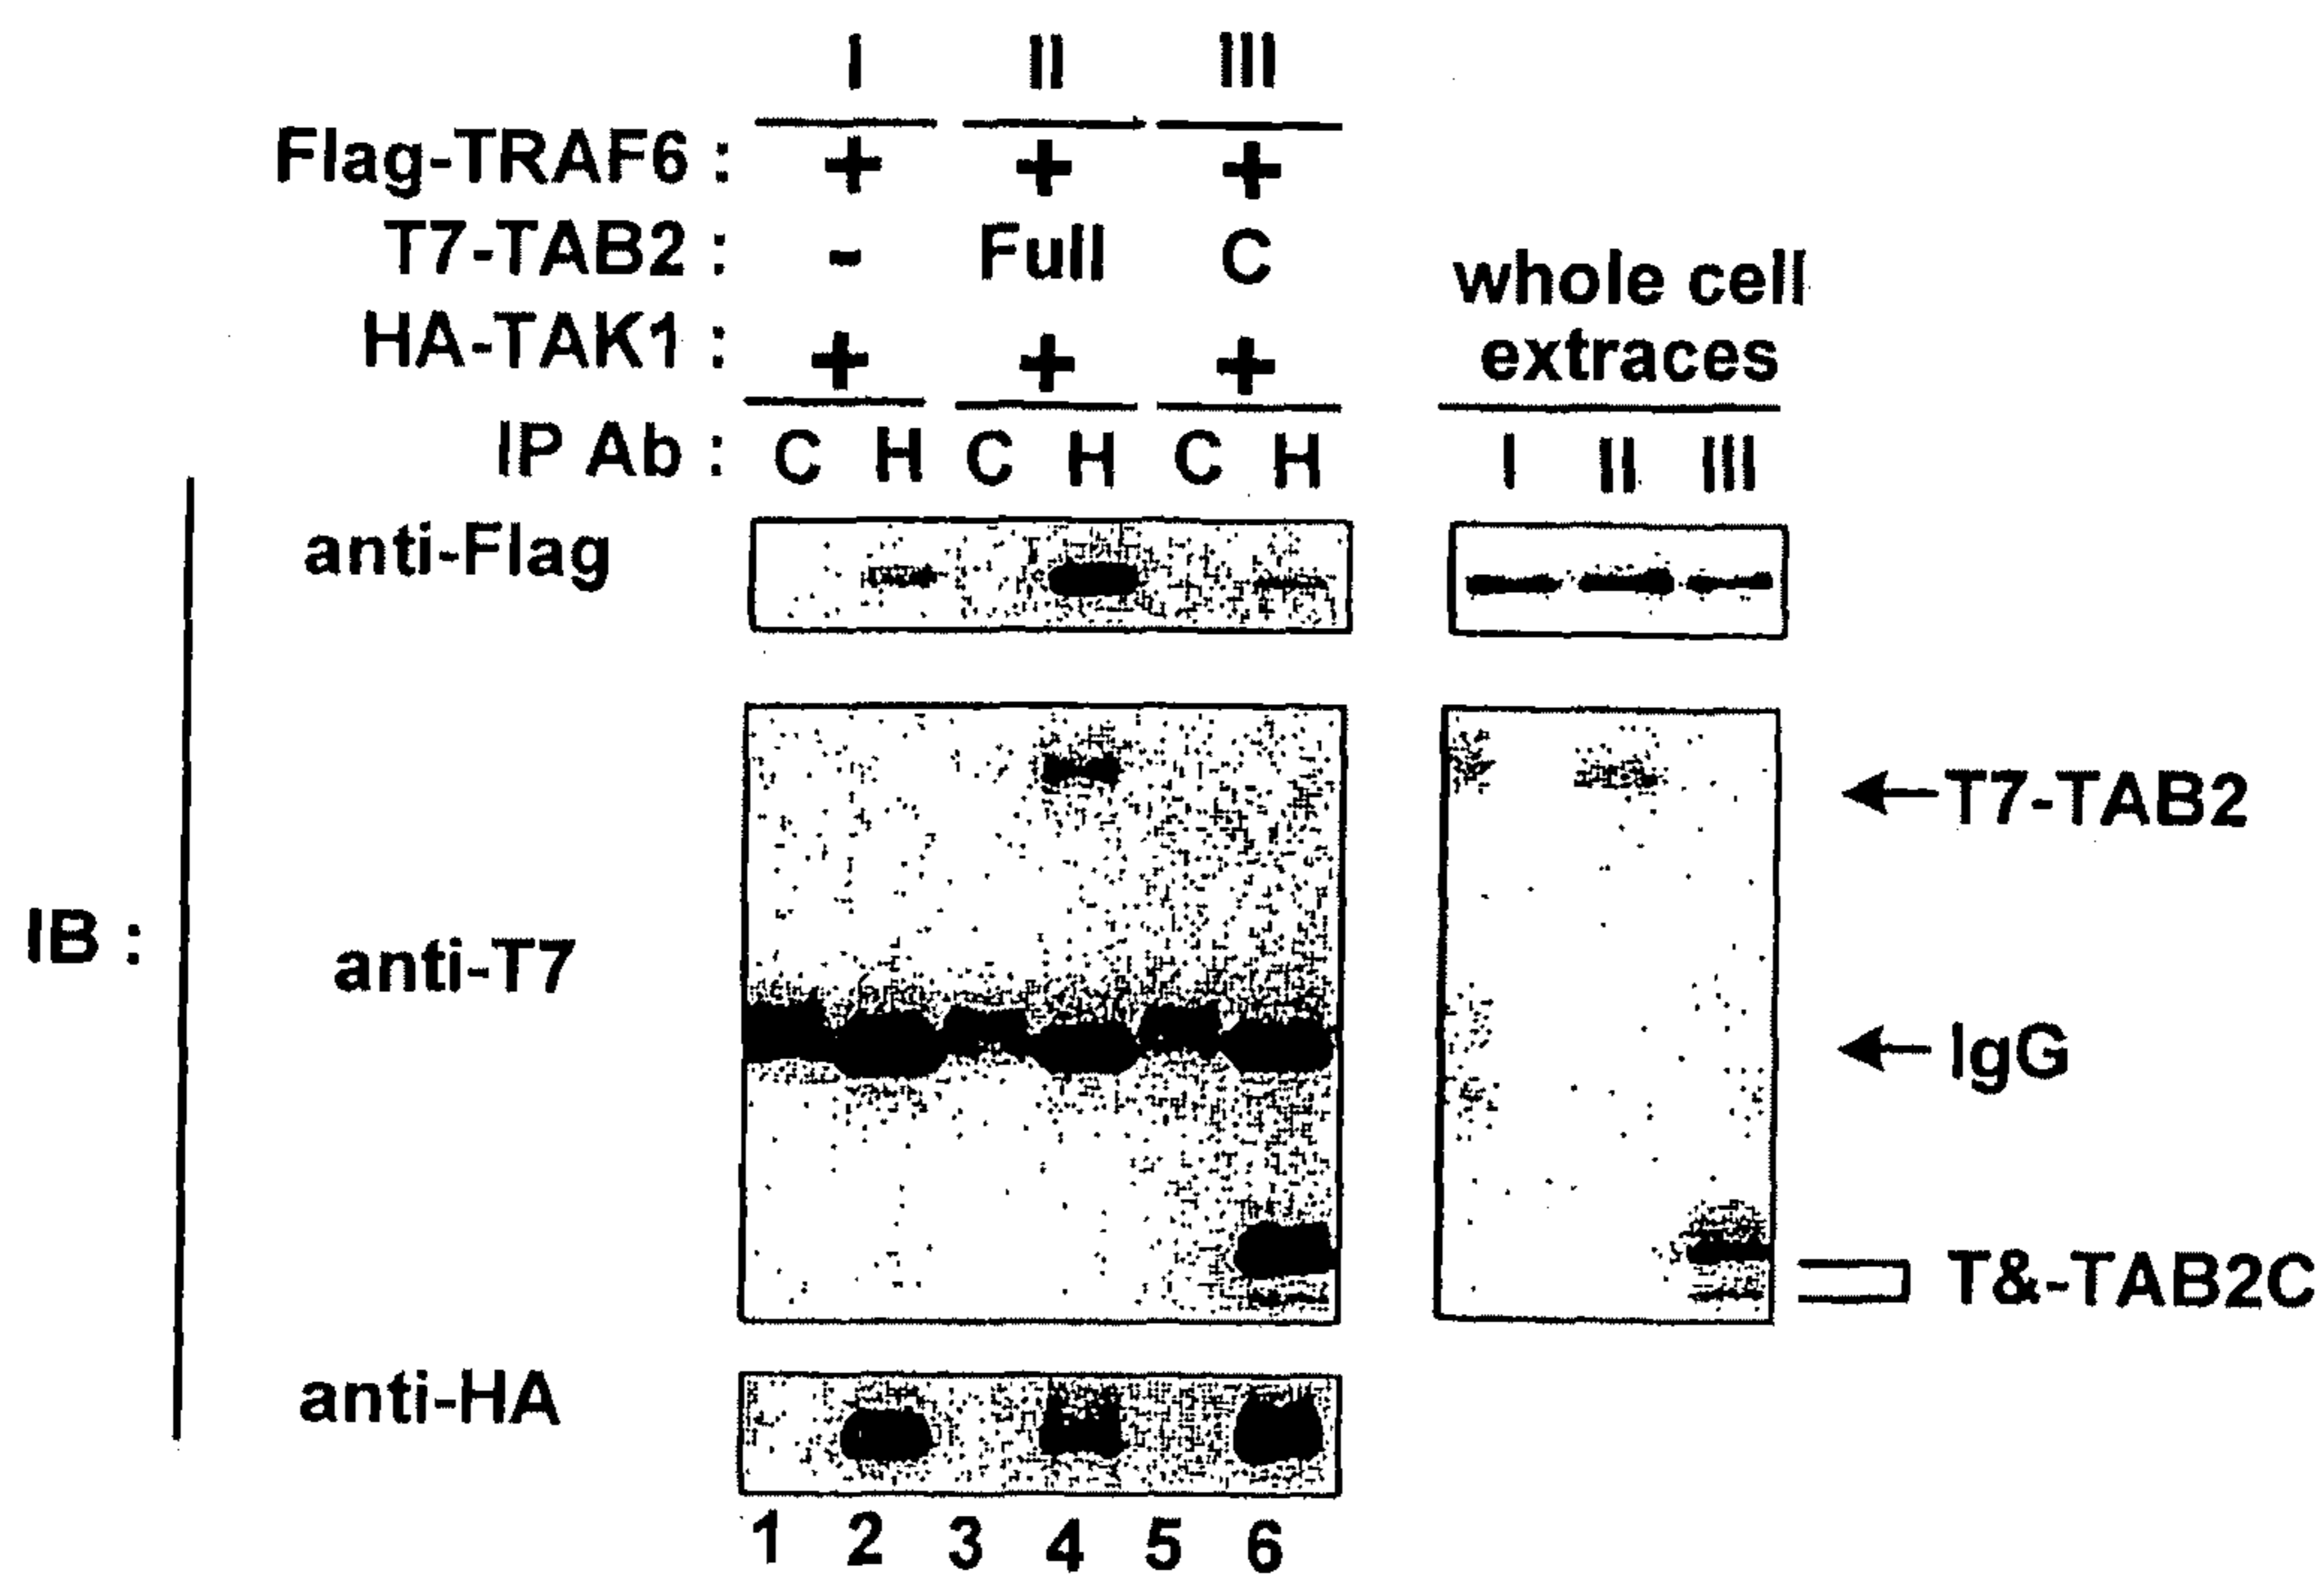 I II III
Flag-TRAF6 : + + +
T7-TAB2 : - Full C
HA-TAK1 : + + +
whole cell
extraces
IP Ab : C H C H C H
I II III
anti-Flag
T7-TAB2
IB :
anti-T7
IgG
T&-TAB2C
anti-HA
1 2 3 4 5 6